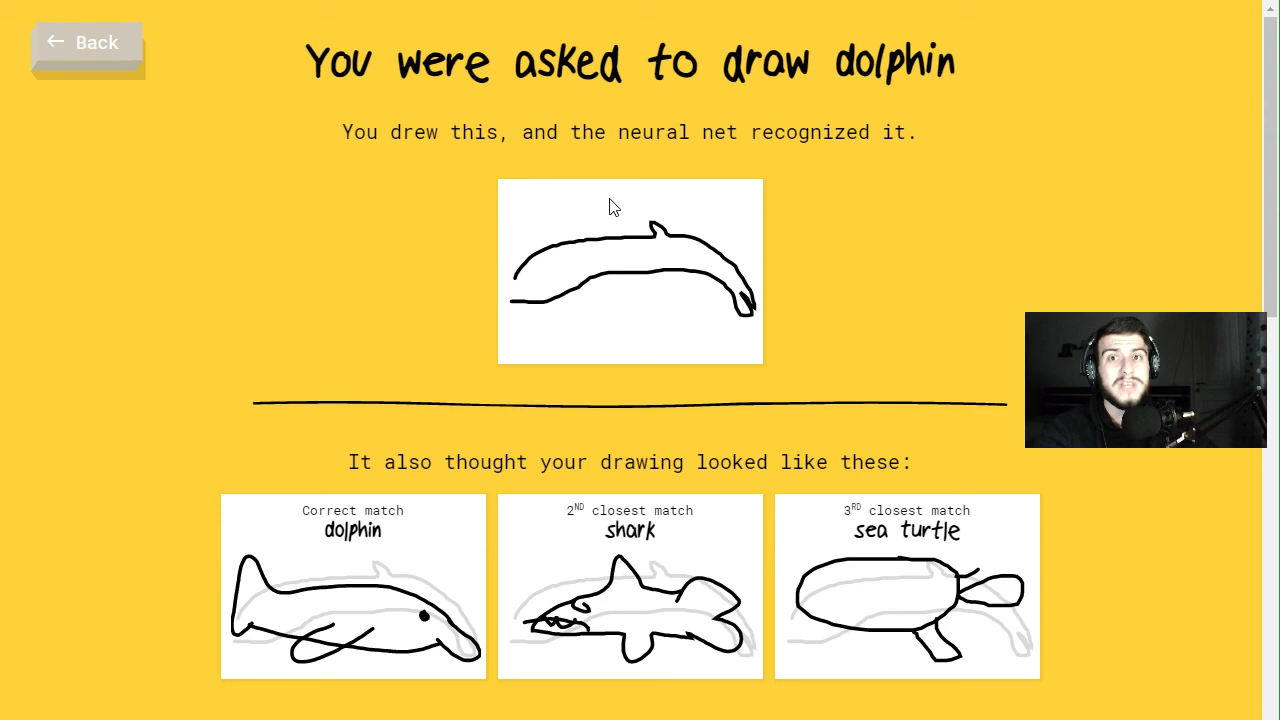 ← Back
You were asked to draw dolphin
You drew this, and the neural net recognized it.
It also thought your drawing looked like these:
Correct match
dolphin
2ND closest match
shark
3RD closest match
sea turtle